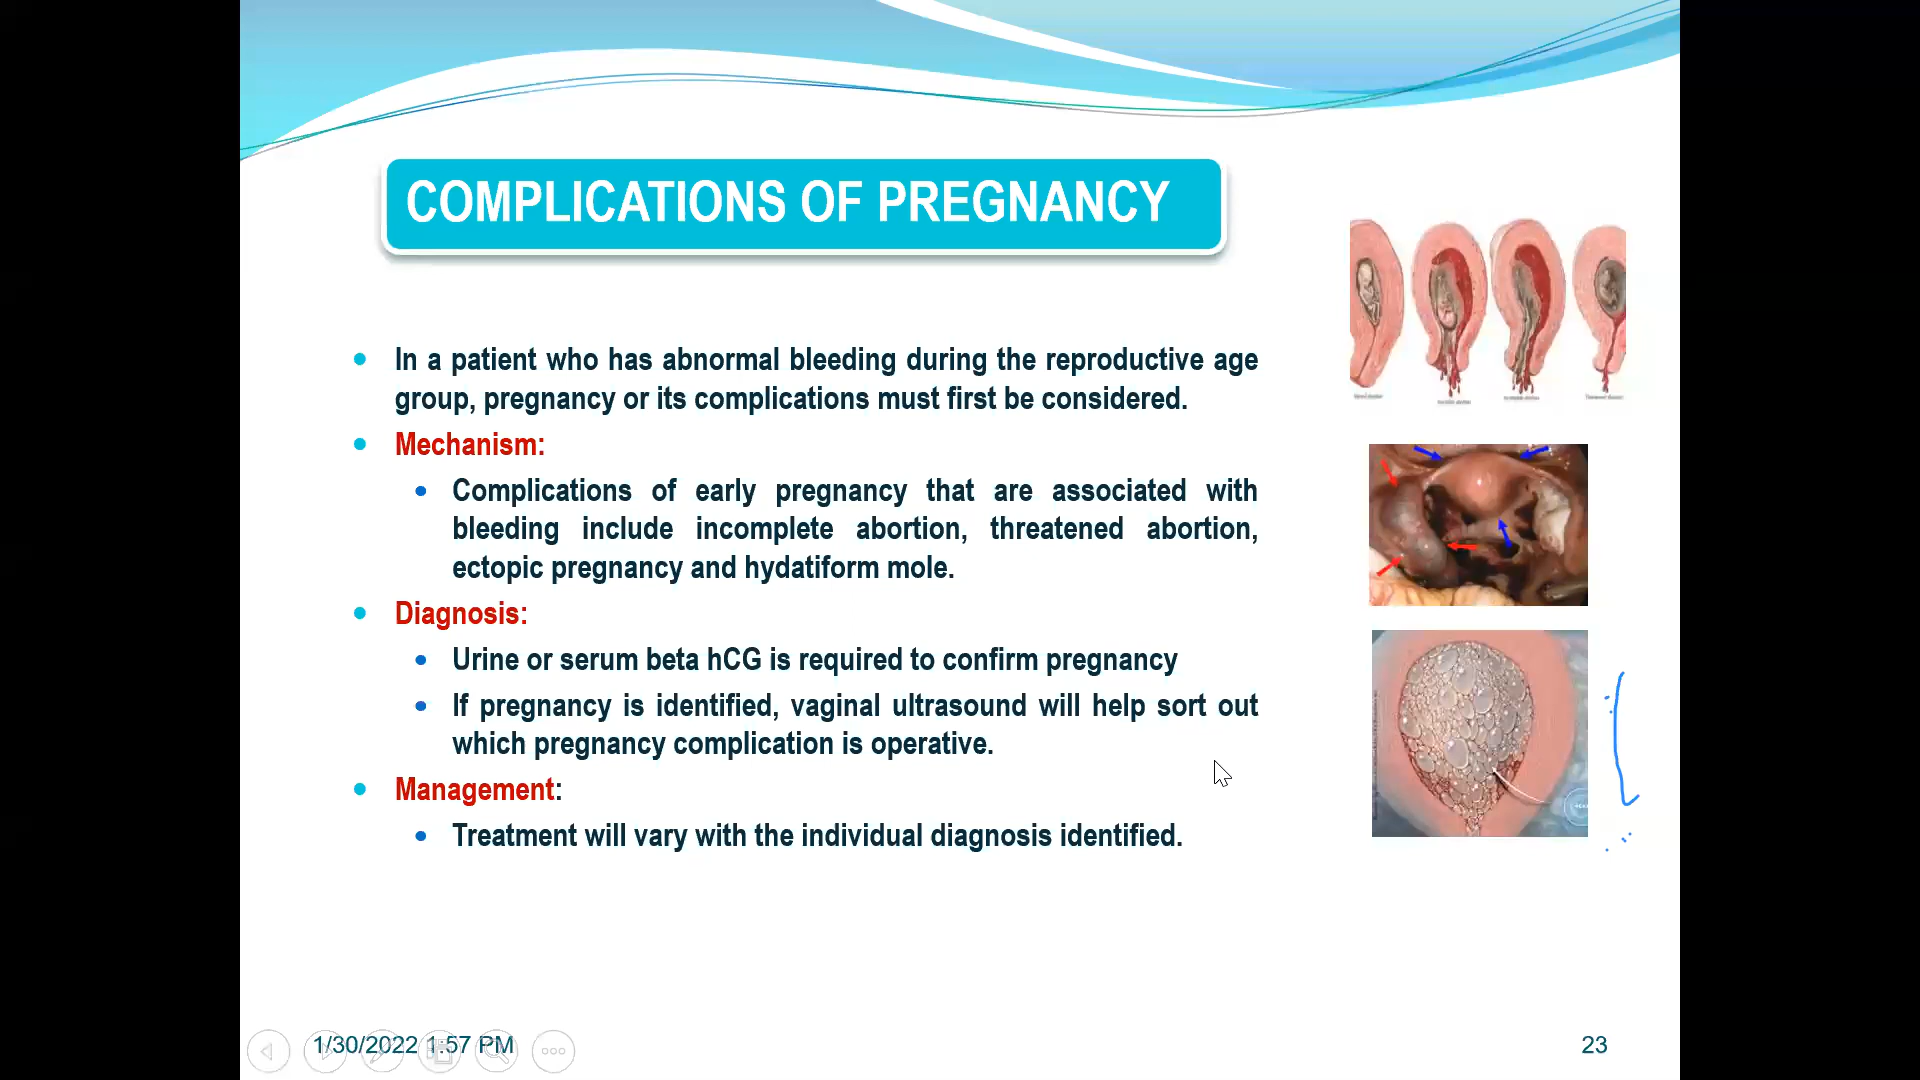 COMPLICATIONS OF PREGNANCY
In a patient who has abnormal bleeding during the reproductive age
group, pregnancy or its complications must first be considered.
Mechanism:
Complications of early pregnancy that are associated with
bleeding include incomplete abortion, threatened abortion,
ectopic pregnancy and hydatiform mole.
Diagnosis:
Urine or serum beta hCG is required to confirm pregnancy
If pregnancy is identified, vaginal ultrasound will help sort out
which pregnancy complication is operative.
Management:
Treatment will vary with the individual diagnosis identified.
1/30/2022 1:57 PM
23